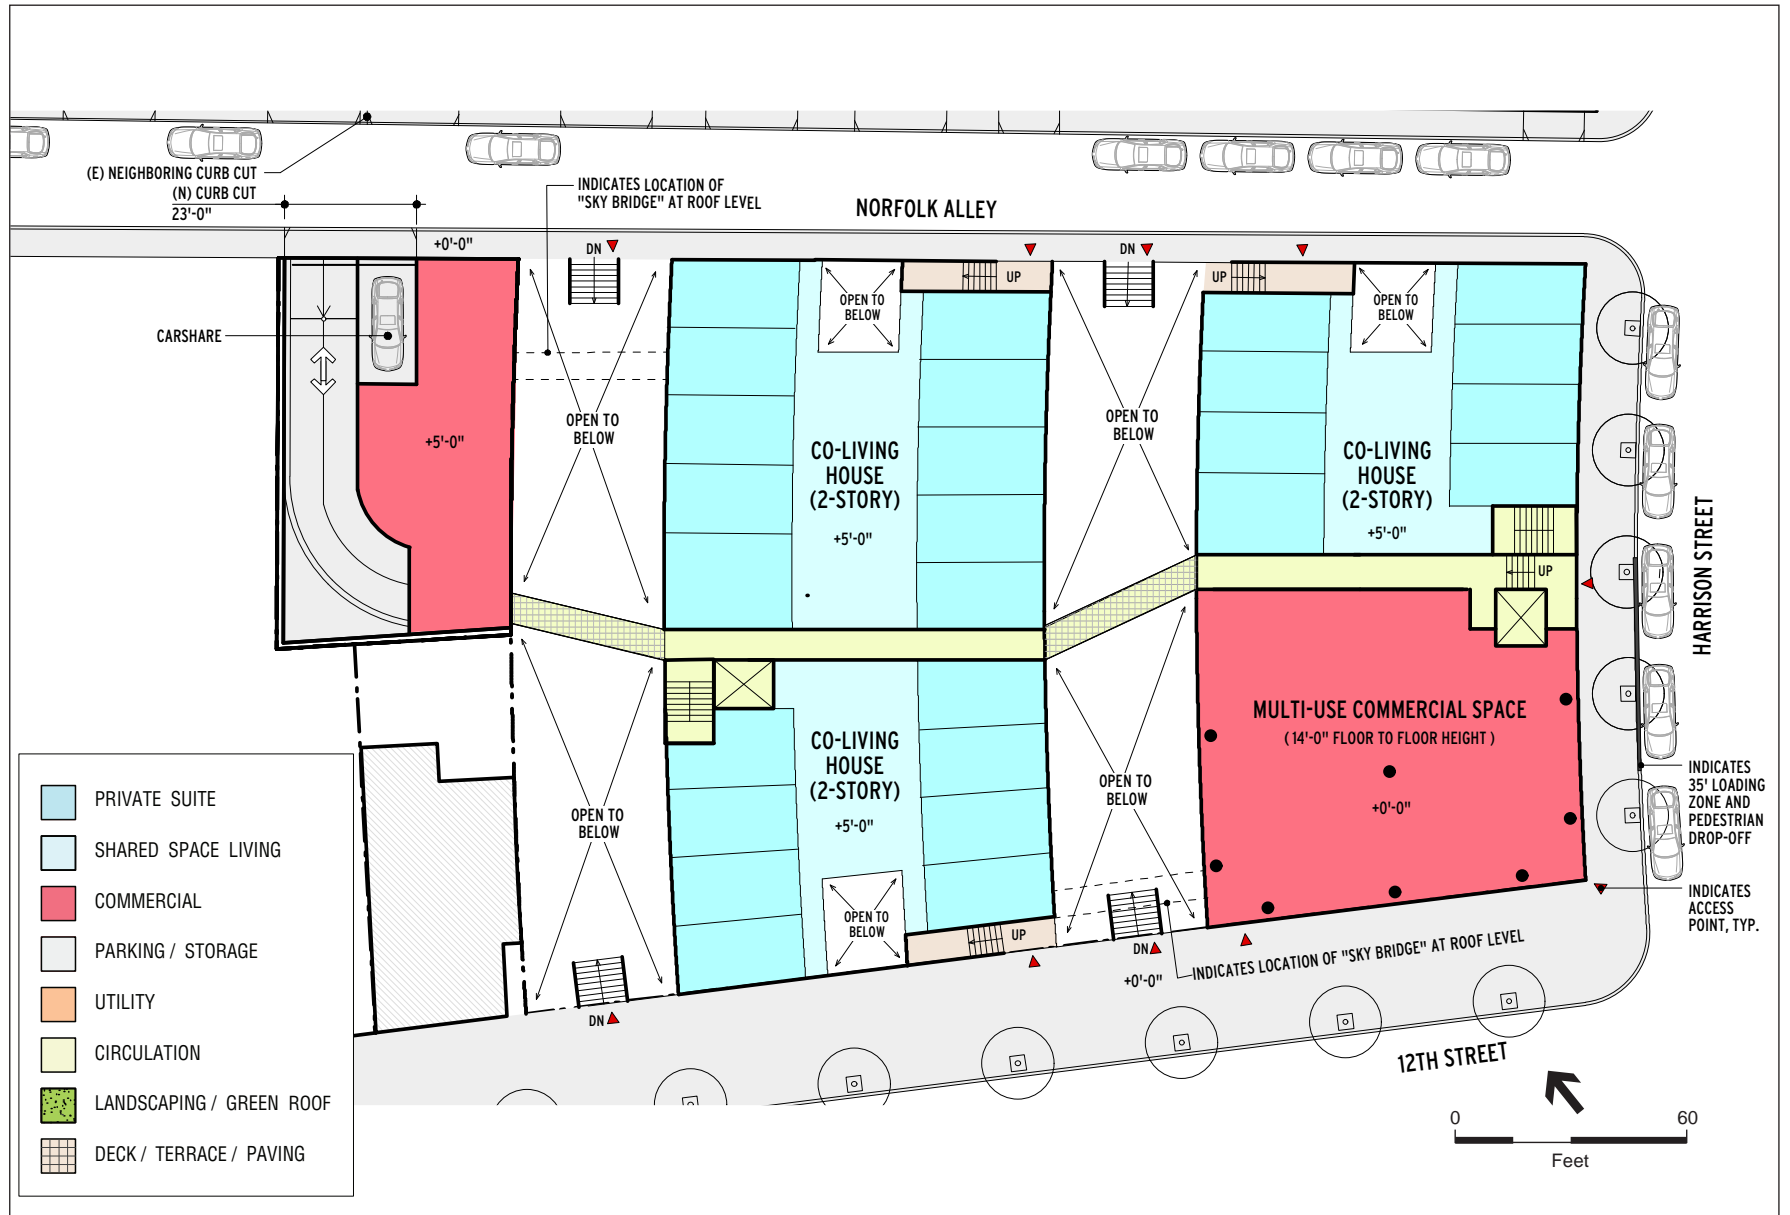 (E) NEIGHBORING CURB CUT
(N) CURB CUT
23'-0"
INDICATES LOCATION OF
"SKY BRIDGE" AT ROOF LEVEL
NORFOLK ALLEY
+0'-0"
DN
DN
UP
UP
OPEN TO
BELOW
OPEN TO
BELOW
CARSHARE
+5'-0"
OPEN TO
BELOW
OPEN TO
BELOW
CO-LIVING
HOUSE
(2-STORY)
+5'-0"
CO-LIVING
HOUSE
(2-STORY)
+5'-0"
UP
HARRISON STREET
MULTI-USE COMMERCIAL SPACE
(14'-0" FLOOR TO FLOOR HEIGHT)
+0'-0"
CO-LIVING
HOUSE
(2-STORY)
+5'-0"
OPEN TO
BELOW
OPEN TO
BELOW
OPEN TO
BELOW
UP
DN
DN
+0'-0"
INDICATES LOCATION OF "SKY BRIDGE" AT ROOF LEVEL
INDICATES
35' LOADING
ZONE AND
PEDESTRIAN
DROP-OFF
INDICATES
ACCESS
POINT, TYP.
12TH STREET
0 60
Feet
PRIVATE SUITE
SHARED SPACE LIVING
COMMERCIAL
PARKING / STORAGE
UTILITY
CIRCULATION
LANDSCAPING / GREEN ROOF
DECK / TERRACE / PAVING